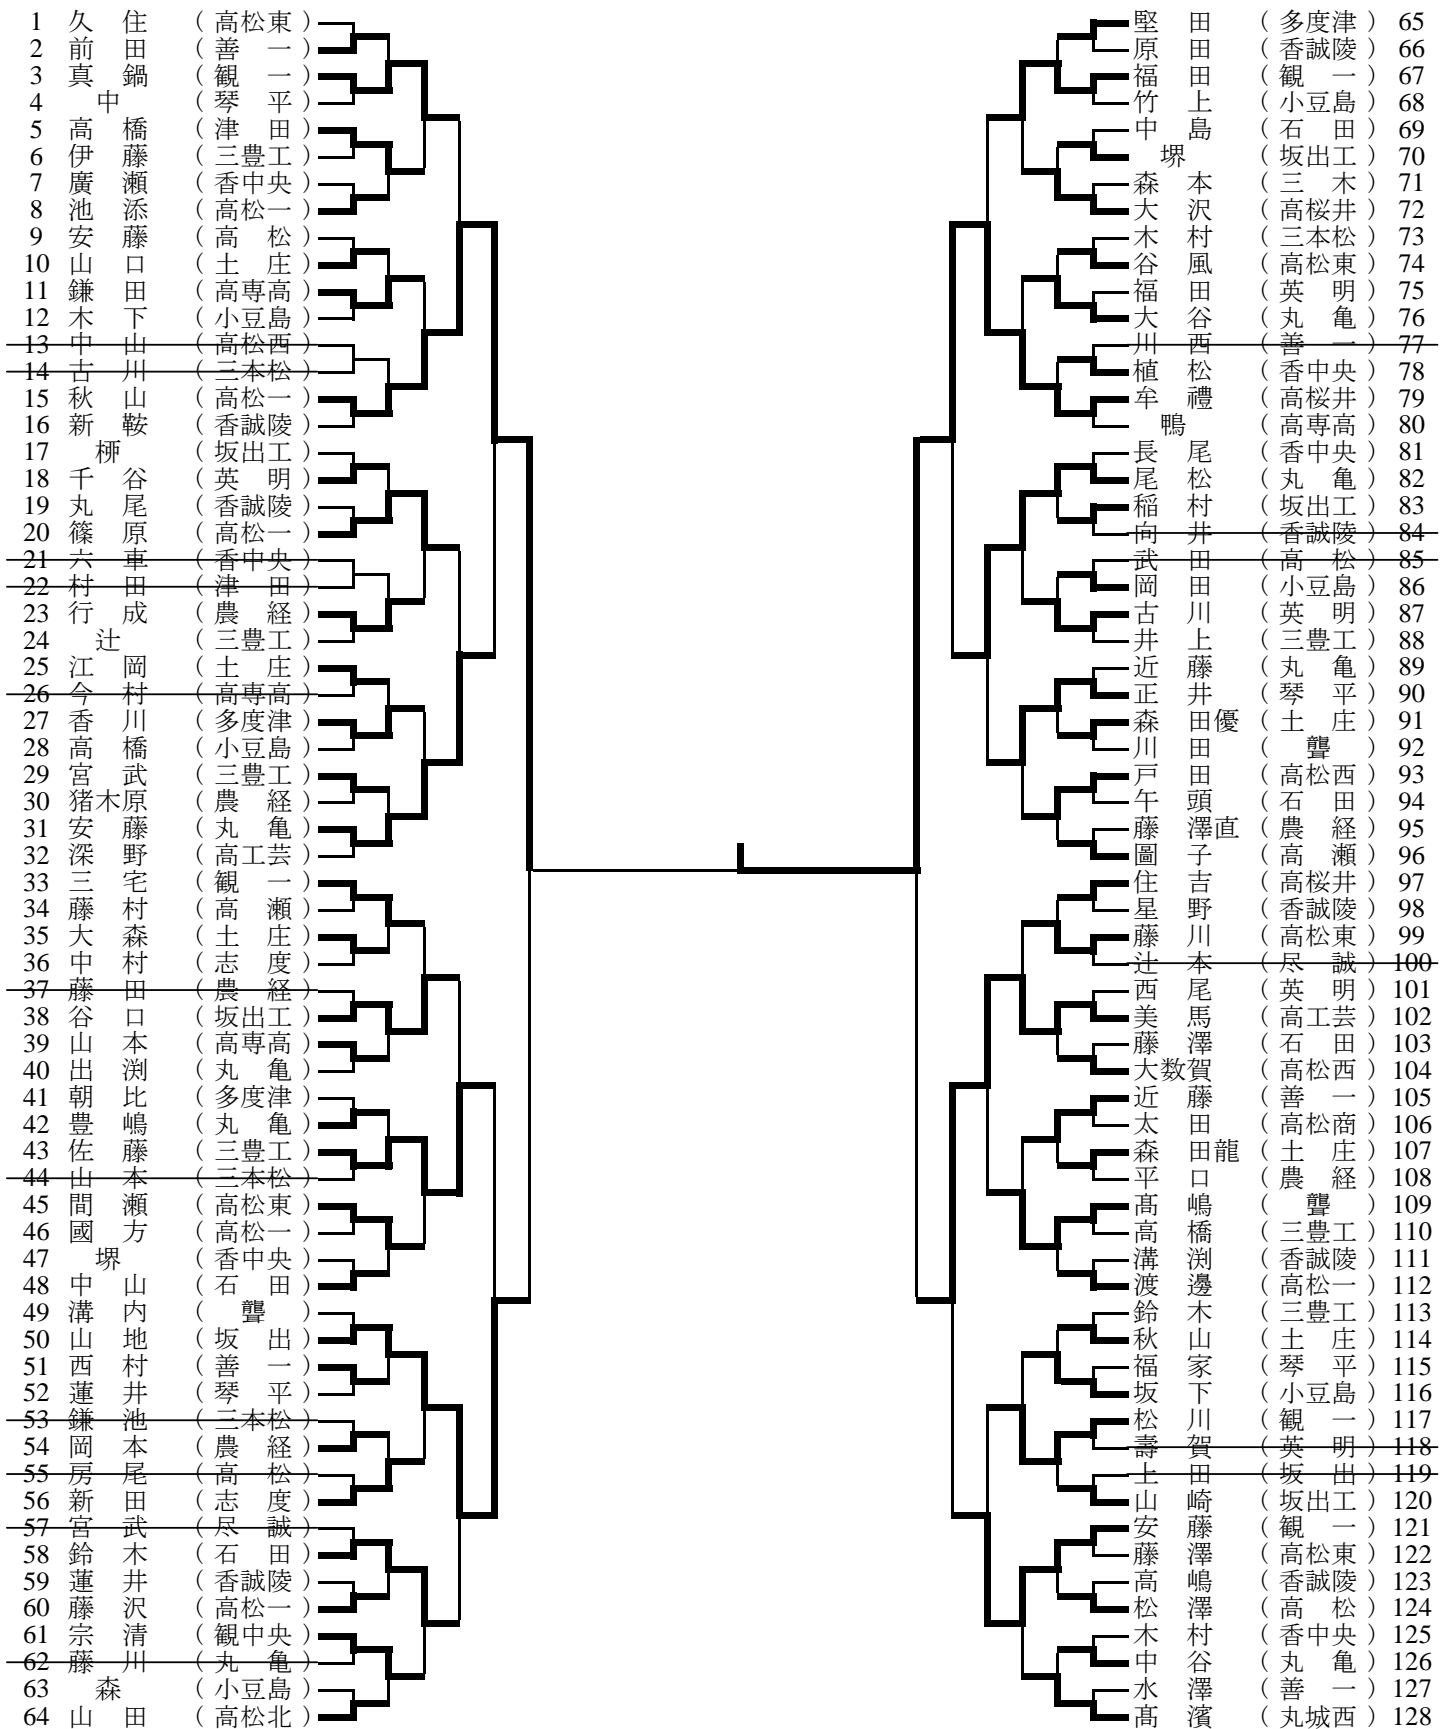 1 久 住 ( 高松東 )
2 前 田 ( 善 一 )
3 真 鍋 ( 観 一 )
4 中 ( 琴 平 )
5 高 橋 ( 津 田 )
6 伊 藤 ( 三豊工 )
7 廣 瀬 ( 香中央 )
8 池 添 ( 高松一 )
9 安 藤 ( 高 松 )
10 山 口 ( 土 庄 )
11 鎌 田 ( 高専高 )
12 木 下 ( 小豆島 )
13 中 山 ( 高松西 )
14 古 川 ( 三本松 )
15 秋 山 ( 高松一 )
16 新 鞍 ( 香誠陵 )
17 栁 ( 坂出工 )
18 千 谷 ( 英 明 )
19 丸 尾 ( 香誠陵 )
20 篠 原 ( 高松一 )
21 六 車 ( 香中央 )
22 村 田 ( 津 田 )
23 行 成 ( 農 経 )
24 辻 ( 三豊工 )
25 江 岡 ( 土 庄 )
26 今 村 ( 高専高 )
27 香 川 ( 多度津 )
28 高 橋 ( 小豆島 )
29 宮 武 ( 三豊工 )
30 猪木原 ( 農 経 )
31 安 藤 ( 丸 亀 )
32 深 野 ( 高工芸 )
33 三 宅 ( 観 一 )
34 藤 村 ( 高 瀬 )
35 大 森 ( 土 庄 )
36 中 村 ( 志 度 )
37 藤 田 ( 農 経 )
38 谷 口 ( 坂出工 )
39 山 本 ( 高専高 )
40 出 渕 ( 丸 亀 )
41 朝 比 ( 多度津 )
42 豊 嶋 ( 丸 亀 )
43 佐 藤 ( 三豊工 )
44 山 本 ( 三本松 )
45 間 瀬 ( 高松東 )
46 國 方 ( 高松一 )
47 堺 ( 香中央 )
48 中 山 ( 石 田 )
49 溝 内 ( 聾 )
50 山 地 ( 坂 出 )
51 西 村 ( 善 一 )
52 蓮 井 ( 琴 平 )
53 鎌 池 ( 三本松 )
54 岡 本 ( 農 経 )
55 房 尾 ( 高 松 )
56 新 田 ( 志 度 )
57 宮 武 ( 尽 誠 )
58 鈴 木 ( 石 田 )
59 蓮 井 ( 香誠陵 )
60 藤 沢 ( 高松一 )
61 宗 清 ( 観中央 )
62 藤 川 ( 丸 亀 )
63 森 ( 小豆島 )
64 山 田 ( 高松北 )
堅 田 ( 多度津 ) 65
原 田 ( 香誠陵 ) 66
福 田 ( 観 一 ) 67
竹 上 ( 小豆島 ) 68
中 島 ( 石 田 ) 69
堺 ( 坂出工 ) 70
森 本 ( 三 木 ) 71
大 沢 ( 高桜井 ) 72
木 村 ( 三本松 ) 73
谷 風 ( 高松東 ) 74
福 田 ( 英 明 ) 75
大 谷 ( 丸 亀 ) 76
川 西 ( 善 一 ) 77
植 松 ( 香中央 ) 78
牟 禮 ( 高桜井 ) 79
鴨 ( 高専高 ) 80
長 尾 ( 香中央 ) 81
尾 松 ( 丸 亀 ) 82
稲 村 ( 坂出工 ) 83
向 井 ( 香誠陵 ) 84
武 田 ( 高 松 ) 85
岡 田 ( 小豆島 ) 86
古 川 ( 英 明 ) 87
井 上 ( 三豊工 ) 88
近 藤 ( 丸 亀 ) 89
正 井 ( 琴 平 ) 90
森 田優 ( 土 庄 ) 91
川 田 ( 聾 ) 92
戸 田 ( 高松西 ) 93
午 頭 ( 石 田 ) 94
藤 澤直 ( 農 経 ) 95
圖 子 ( 高 瀬 ) 96
住 吉 ( 高桜井 ) 97
星 野 ( 香誠陵 ) 98
藤 川 ( 高松東 ) 99
辻 本 ( 尽 誠 ) 100
西 尾 ( 英 明 ) 101
美 馬 ( 高工芸 ) 102
藤 澤 ( 石 田 ) 103
大数賀 ( 高松西 ) 104
近 藤 ( 善 一 ) 105
太 田 ( 高松商 ) 106
森 田龍 ( 土 庄 ) 107
平 口 ( 農 経 ) 108
髙 嶋 ( 聾 ) 109
高 橋 ( 三豊工 ) 110
溝 渕 ( 香誠陵 ) 111
渡 邊 ( 高松一 ) 112
鈴 木 ( 三豊工 ) 113
秋 山 ( 土 庄 ) 114
福 家 ( 琴 平 ) 115
坂 下 ( 小豆島 ) 116
松 川 ( 観 一 ) 117
壽 賀 ( 英 明 ) 118
上 田 ( 坂 出 ) 119
山 崎 ( 坂出工 ) 120
安 藤 ( 観 一 ) 121
藤 澤 ( 高松東 ) 122
高 嶋 ( 香誠陵 ) 123
松 澤 ( 高 松 ) 124
木 村 ( 香中央 ) 125
中 谷 ( 丸 亀 ) 126
水 澤 ( 善 一 ) 127
髙 濱 ( 丸城西 ) 128